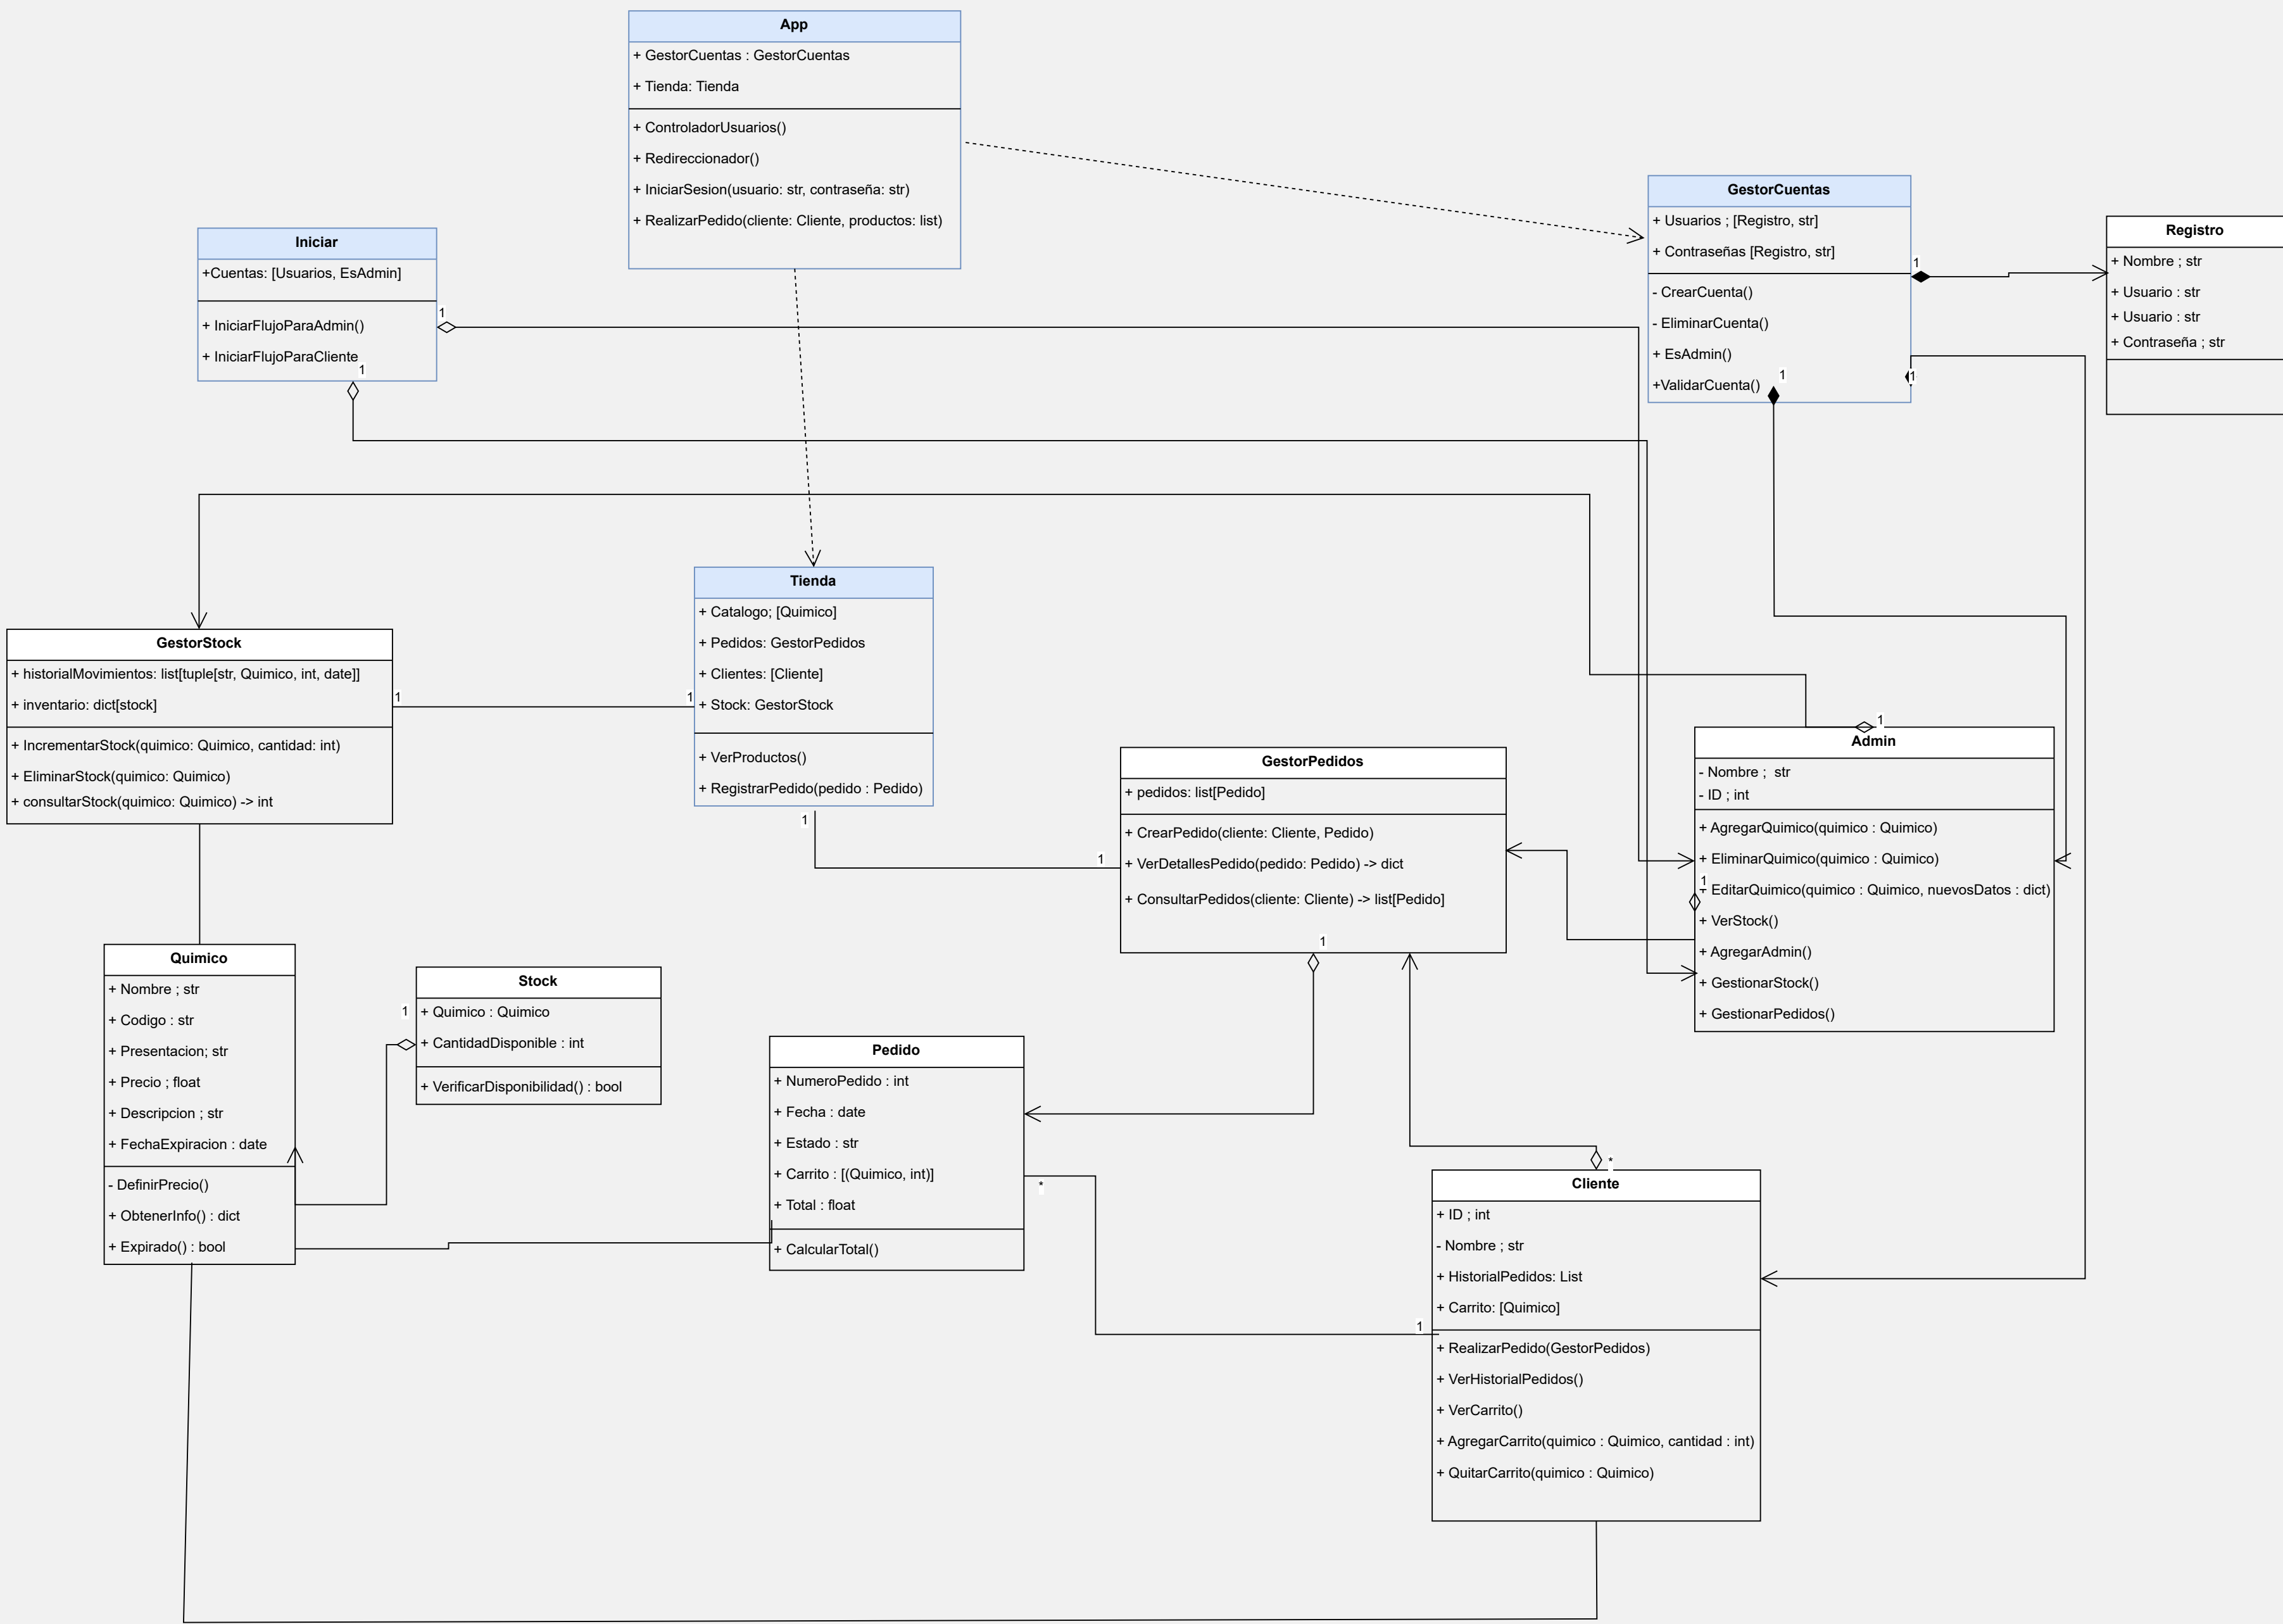 App
+ GestorCuentas : GestorCuentas
+ Tienda: Tienda
+ ControladorUsuarios()
+ Redireccionador()
+ IniciarSesion(usuario: str, contraseña: str)
+ RealizarPedido(cliente: Cliente, productos: list)
GestorCuentas
+ Usuarios ; [Registro, str]
+ Contraseñas [Registro, str]
- CrearCuenta()
- EliminarCuenta()
+ EsAdmin()
+ValidarCuenta()
1
1
1
Registro
+ Nombre ; str
+ Usuario : str
+ Usuario : str
+ Contraseña ; str
Iniciar
+Cuentas: [Usuarios, EsAdmin]
+ IniciarFlujoParaAdmin()
+ IniciarFlujoParaCliente
1
1
Tienda
+ Catalogo; [Quimico]
+ Pedidos: GestorPedidos
+ Clientes: [Cliente]
+ Stock: GestorStock
+ VerProductos()
+ RegistrarPedido(pedido : Pedido)
1
1
GestorStock
+ historialMovimientos: list[tuple[str, Quimico, int, date]]
+ inventario: dict[stock]
+ IncrementarStock(quimico: Quimico, cantidad: int)
+ EliminarStock(quimico: Quimico)
+ consultarStock(quimico: Quimico) -> int
1
GestorPedidos
+ pedidos: list[Pedido]
+ CrearPedido(cliente: Cliente, Pedido)
+ VerDetallesPedido(pedido: Pedido) -> dict
+ ConsultarPedidos(cliente: Cliente) -> list[Pedido]
1
1
Admin
- Nombre ;  str
- ID ; int
+ AgregarQuimico(quimico : Quimico)
+ EliminarQuimico(quimico : Quimico)
+ EditarQuimico(quimico : Quimico, nuevosDatos : dict)
+ VerStock()
+ AgregarAdmin()
+ GestionarStock()
+ GestionarPedidos()
1
1
Quimico
+ Nombre ; str
+ Codigo : str
+ Presentacion; str
+ Precio ; float
+ Descripcion ; str
+ FechaExpiracion : date
- DefinirPrecio()
+ ObtenerInfo() : dict
+ Expirado() : bool
Stock
+ Quimico : Quimico
+ CantidadDisponible : int
+ VerificarDisponibilidad() : bool
1
Pedido
+ NumeroPedido : int
+ Fecha : date
+ Estado : str
+ Carrito : [(Quimico, int)]
+ Total : float
+ CalcularTotal()
*
Cliente
+ ID ; int
- Nombre ; str
+ HistorialPedidos: List
+ Carrito: [Quimico]
+ RealizarPedido(GestorPedidos)
+ VerHistorialPedidos()
+ VerCarrito()
+ AgregarCarrito(quimico : Quimico, cantidad : int)
+ QuitarCarrito(quimico : Quimico)
*
1